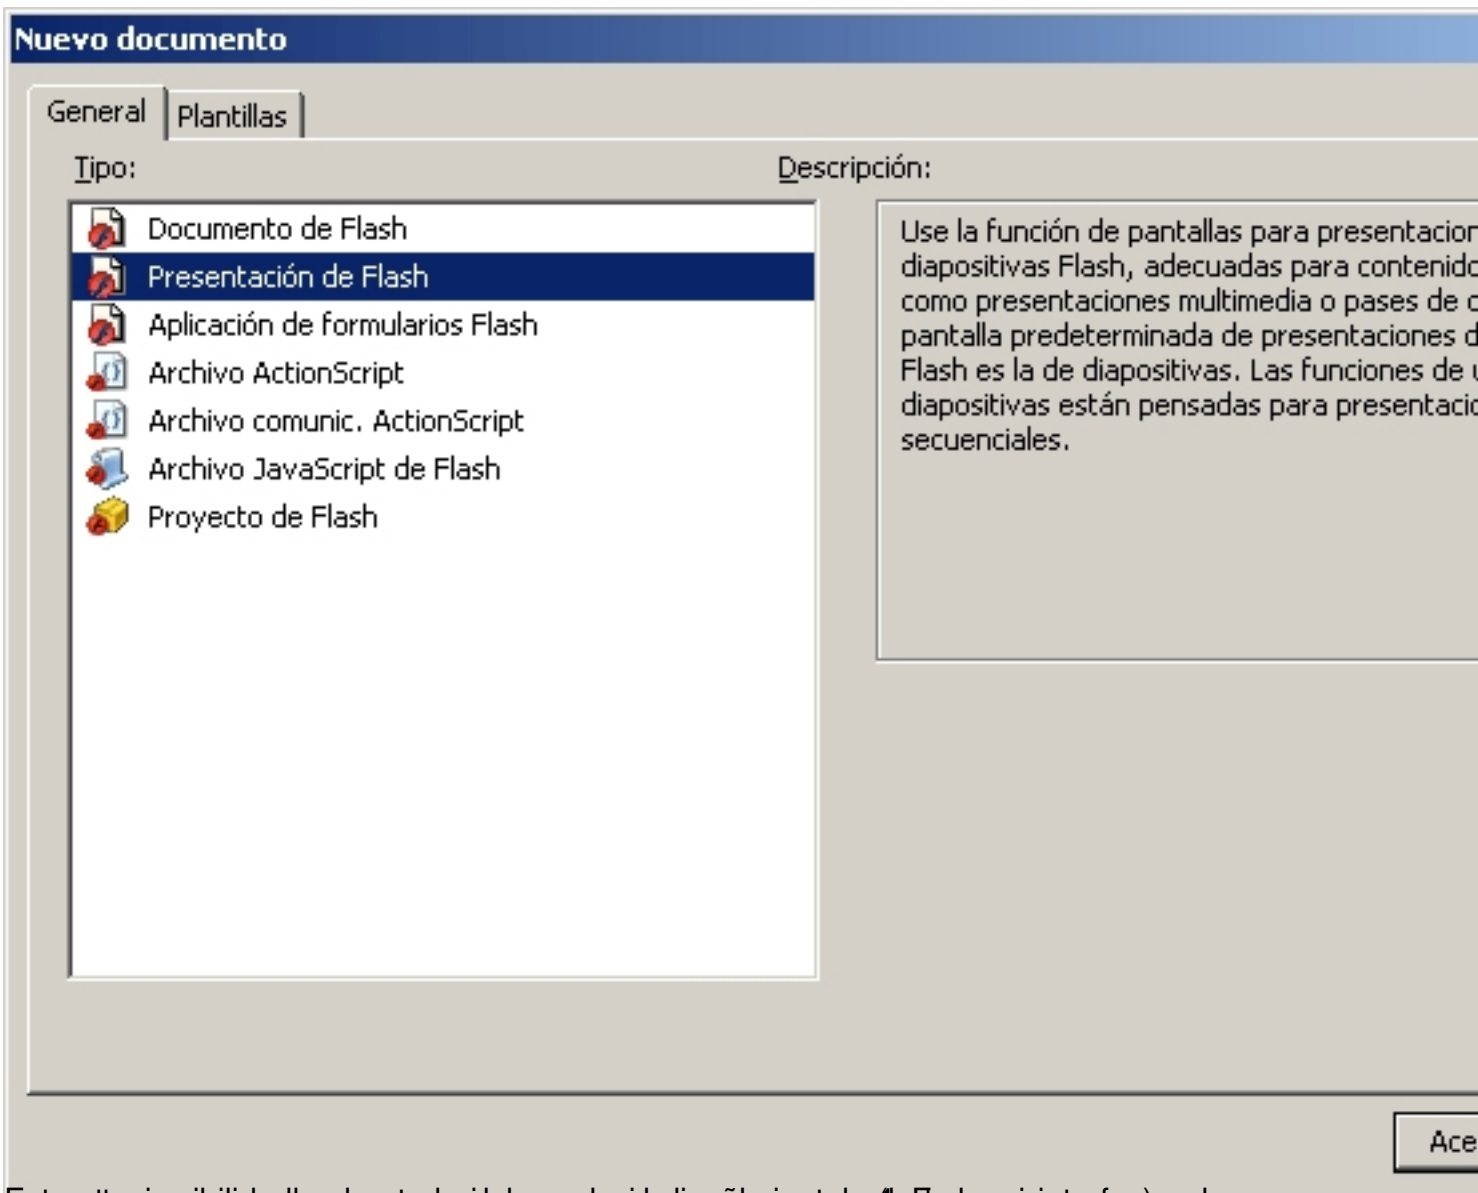 Nuevo documento
General
Plantillas
Tipo:
Descripción:
Documento de Flash
Presentación de Flash
Aplicación de formularios Flash
Archivo ActionScript
Archivo comunic. ActionScript
Archivo JavaScript de Flash
Proyecto de Flash
Use la función de pantallas para presentacion
diapositivas Flash, adecuadas para contenido
como presentaciones multimedia o pases de
pantalla predeterminada de presentaciones d
Flash es la de diapositivas. Las funciones de
diapositivas están pensadas para presentacio
secuenciales.
Ace